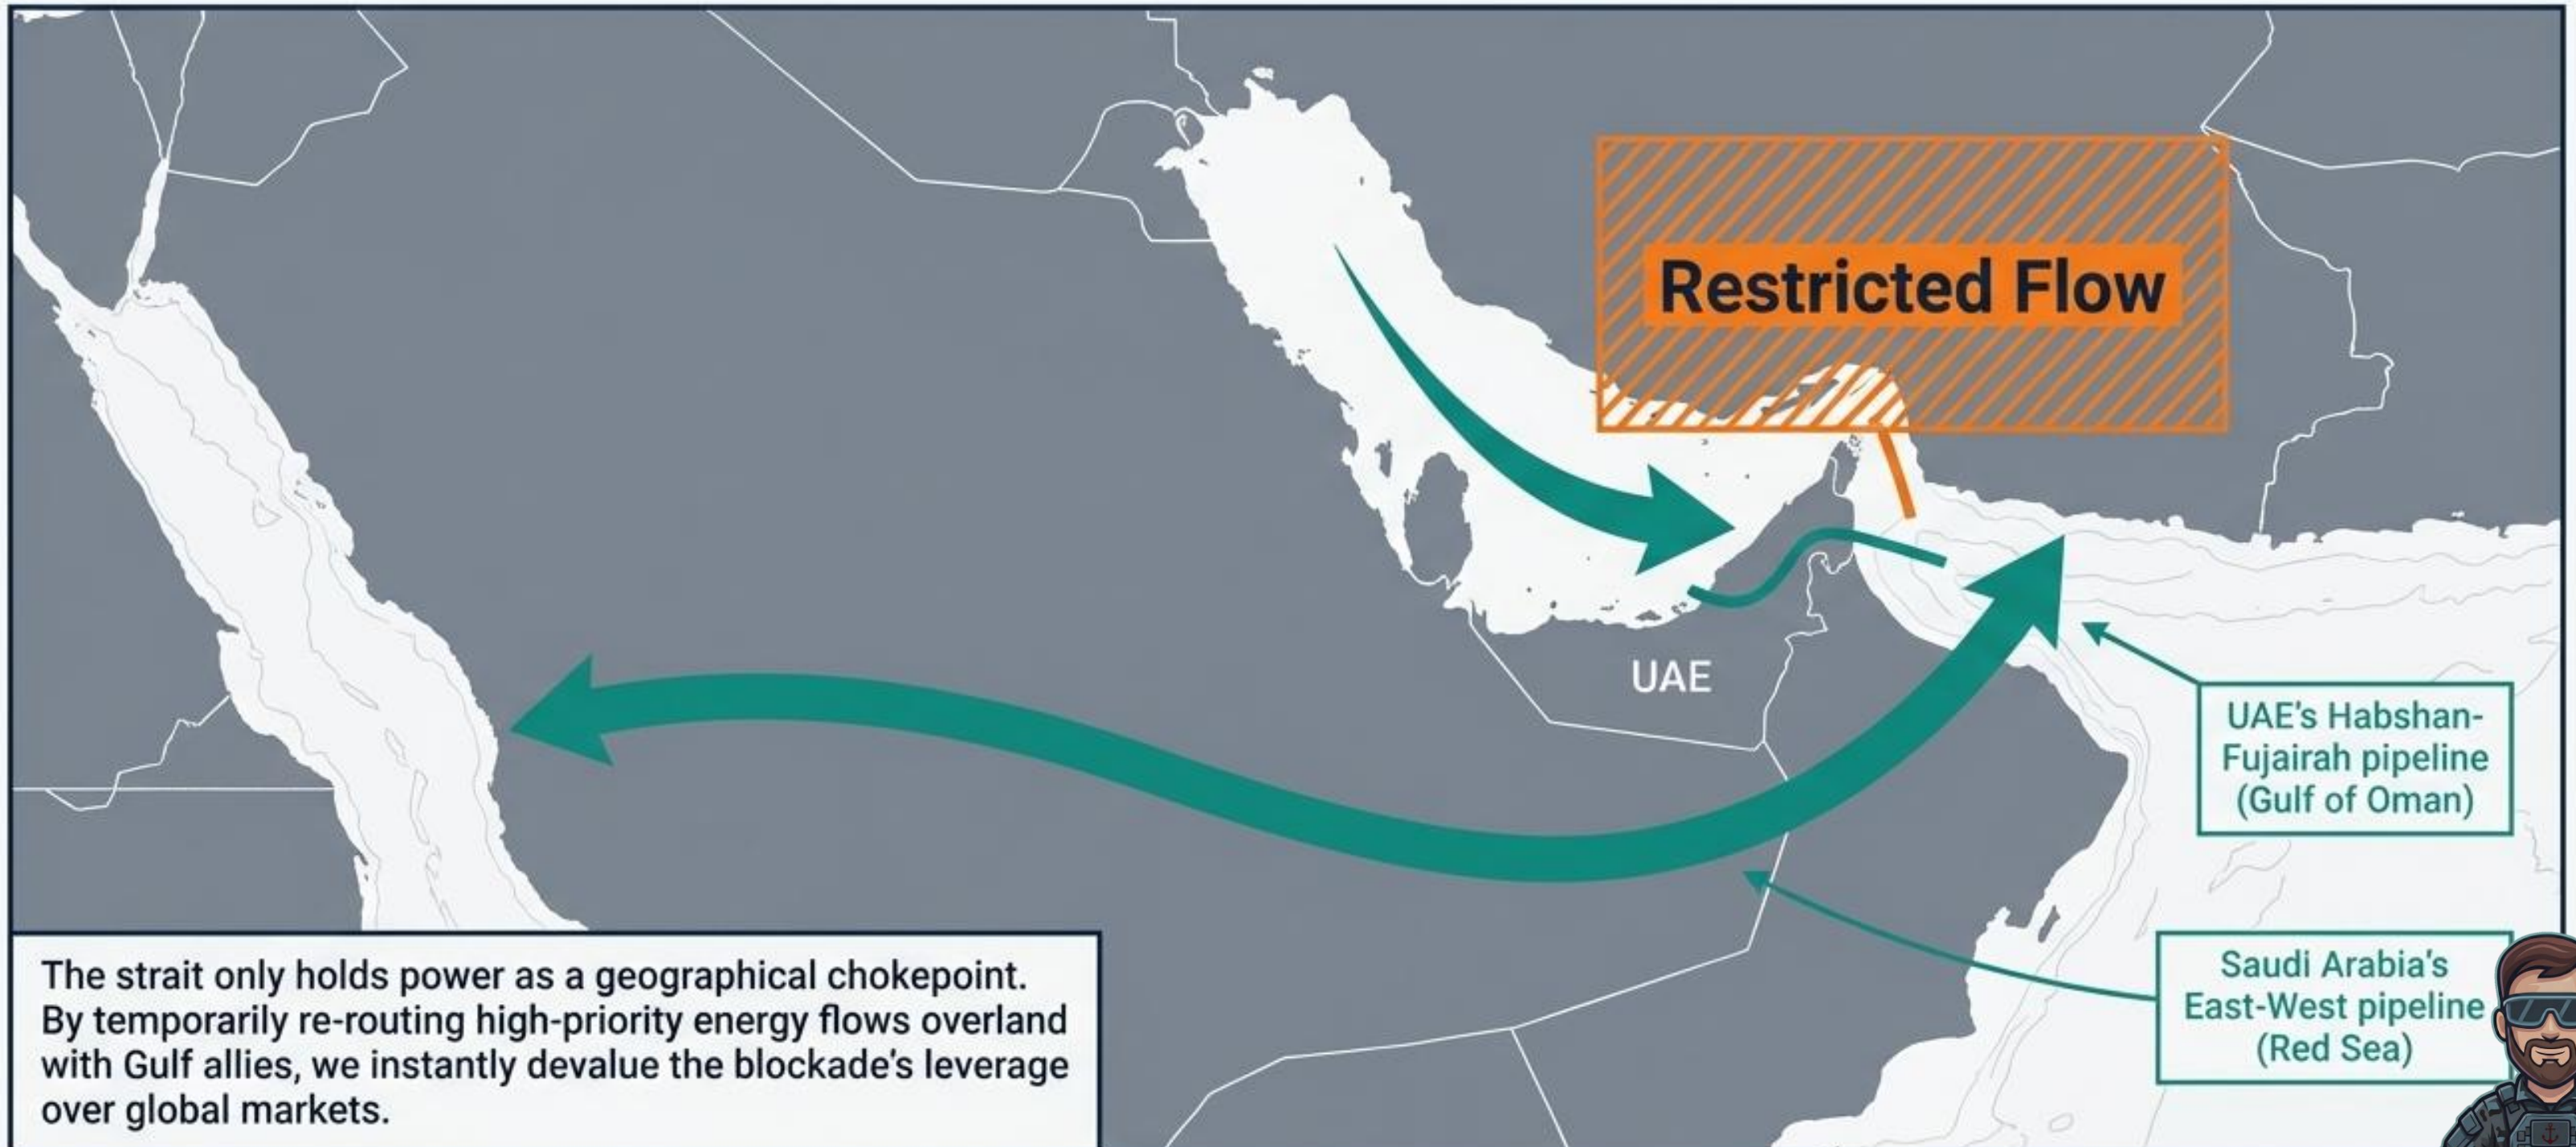 Restricted Flow
UAE
UAE's Habshan-
Fujairah pipeline
(Gulf of Oman)
Saudi Arabia's
East-West pipeline
(Red Sea)
The strait only holds power as a geographical chokepoint.
By temporarily re-routing high-priority energy flows overland
with Gulf allies, we instantly devalue the blockade's leverage
over global markets.